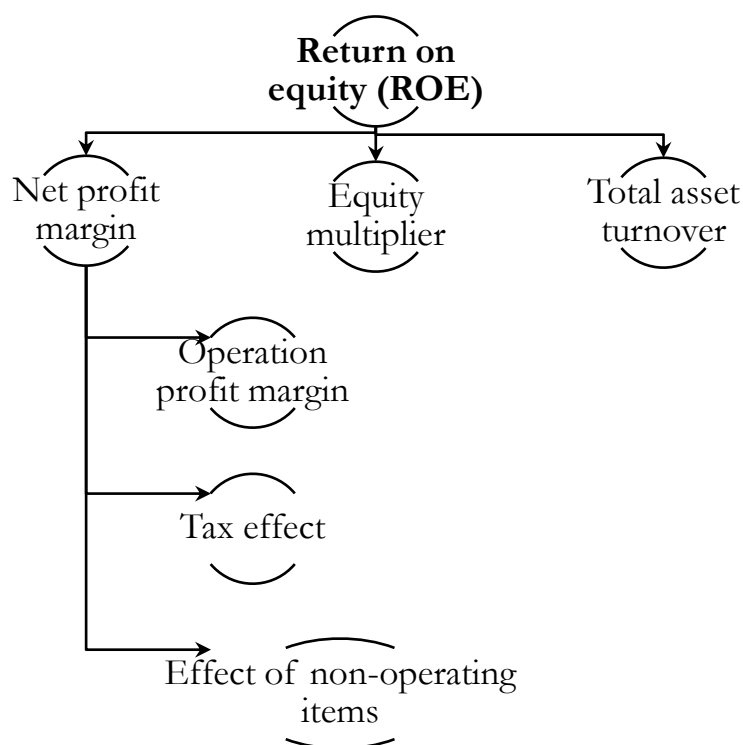 Return on
equity (ROE)
Net profit
margin
Equity
multiplier
Total asset
turnover
Operation
profit margin
Tax effect
Effect of non-operating
items